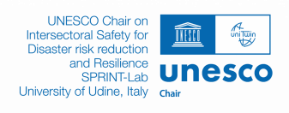 UNESCO Chair on
Intersectoral Safety for
Disaster risk reduction
and Resilience
SPRINT-Lab
University of Udine, Italy
uni Twin
unesco
Chair